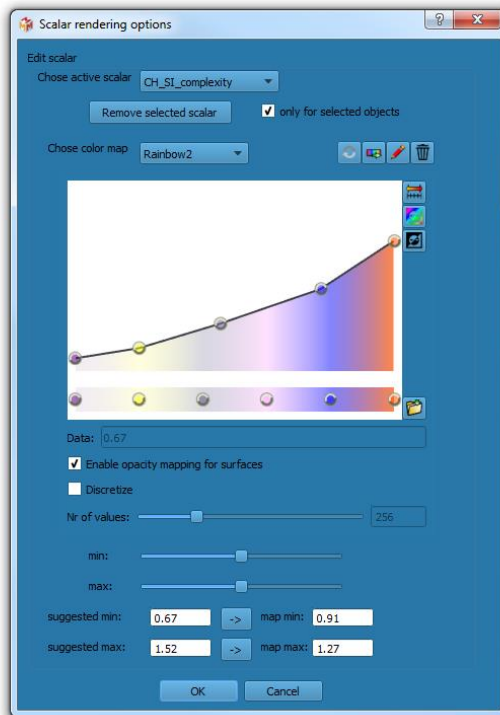 Scalar rendering options
?
Edit scalar
Chose active scalar CH_SI_complexity
Remove selected scalar only for selected objects
Chose color map Rainbow2
Data: 0.67
Enable opacity mapping for surfaces
Discretize
Nr of values: 256
min:
max:
suggested min: 0.67 -> map min: 0.91
suggested max: 1.52 -> map max: 1.27
OK Cancel